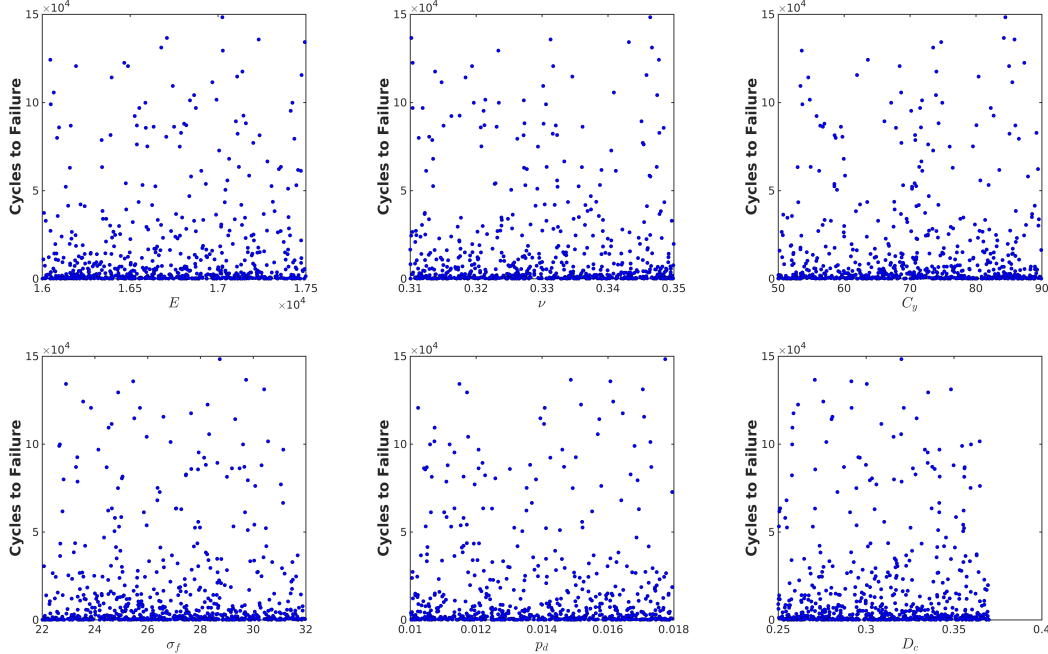 ×10⁴ ×10⁴ ×10⁴
15 15 15
Cycles to Failure Cycles to Failure Cycles to Failure
10 10 10
5 5 5
0 0 0
1.6 1.65 1.7 1.75 0.31 0.32 0.33 0.34 0.35 50 60 70 80 90
E ×10⁴ ν C_y
×10⁴ ×10⁴ ×10⁴
15 15 15
Cycles to Failure Cycles to Failure Cycles to Failure
10 10 10
5 5 5
0 0 0
22 24 26 28 30 32 0.01 0.012 0.014 0.016 0.018 0.25 0.3 0.35 0.4
σ_f p_d D_c